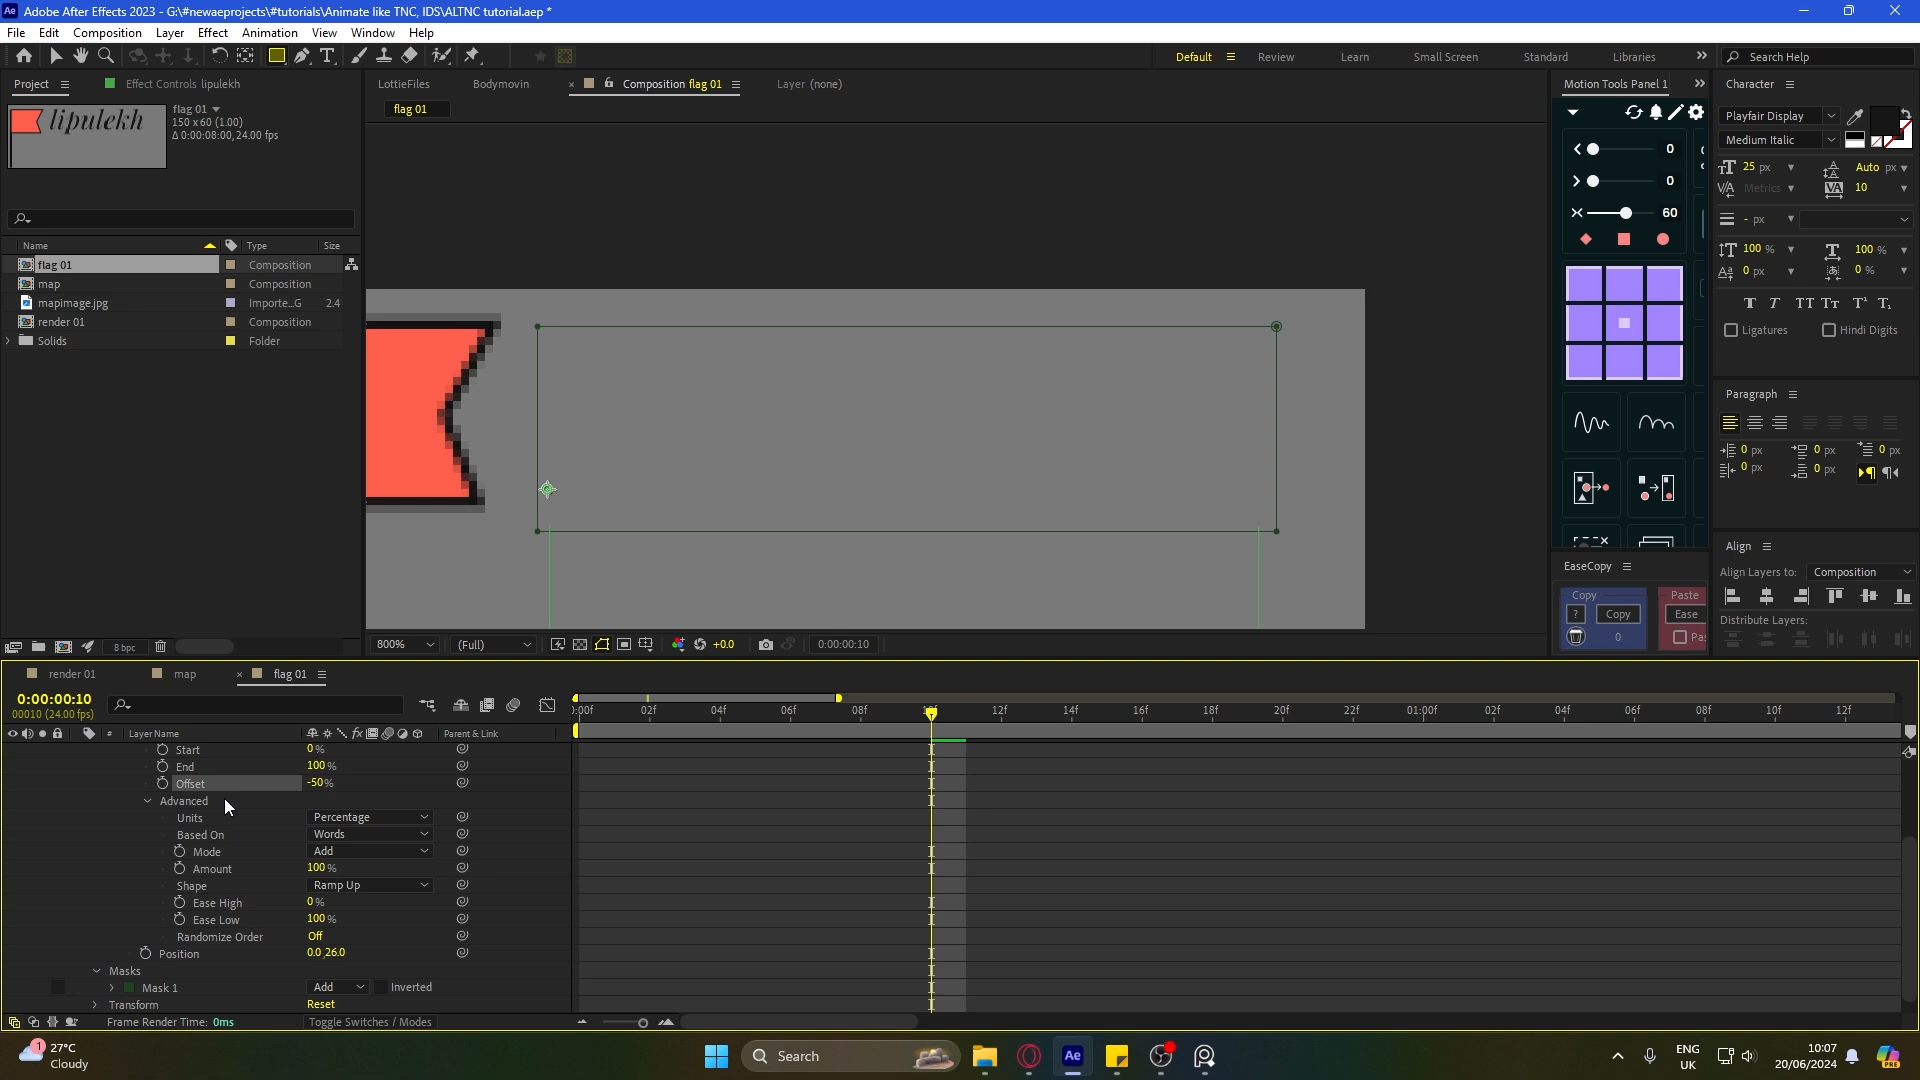 Adobe After Effects 2023 - G:\#newaeprojects\#tutorials\Animate like TNC, IDS\ALTNC tutorial.aep *
File Edit Composition Layer Effect Animation View Window Help
Default Review Learn Small Screen Standard Libraries Search Help
Project Effect Controls lipulekh
flag 01
150 x 60 (1.00)
Δ 0:00:08:00, 24.00 fps
lipulekh
Name Type Size
flag 01 Composition
map Composition
mapimage.jpg Importe...G 2.4
render 01 Composition
Solids Folder
8 bpc
LottieFiles Bodymovin Composition flag 01 Layer (none)
flag 01
800% (Full) +0.0 0:00:00:10
Motion Tools Panel 1
0
0
60
EaseCopy
Copy Paste
? Copy Ease
0
Character
Playfair Display
Medium Italic
25 px Auto px
Metrics 10
- px
100 % 100 %
0 px 0 %
Ligatures Hindi Digits
Paragraph
0 px 0 px 0 px
0 px 0 px
Align
Align Layers to: Composition
Distribute Layers:
render 01 map flag 01
0:00:00:10
00010 (24.00 fps)
02f 04f 06f 08f 12f 14f 16f 18f 20f 22f 01:00f 02f 04f 06f 08f 10f 12f
# Layer Name Parent & Link
Start 0%
End 100%
Offset -50%
Advanced
Units Percentage
Based On Words
Mode Add
Amount 100%
Shape Ramp Up
Ease High 0%
Ease Low 100%
Randomize Order Off
Position 0.0,26.0
Masks
Mask 1 Add Inverted
Transform Reset
Frame Render Time: 0ms Toggle Switches / Modes
1
27°C
Cloudy
Search
Ae
ENG
UK
10:07
20/06/2024